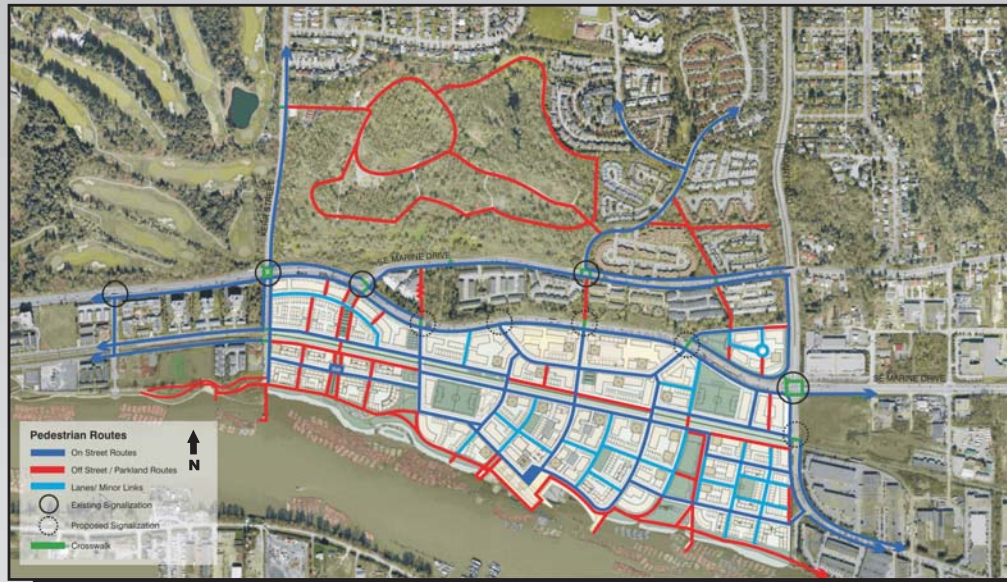 SE MARINE DRIVE
SE MARINE DRIVE
Pedestrian Routes
On Street Routes
Off Street / Parkland Routes
Lanes/ Minor Links
Existing Signalization
Proposed Signalization
Crosswalk
N